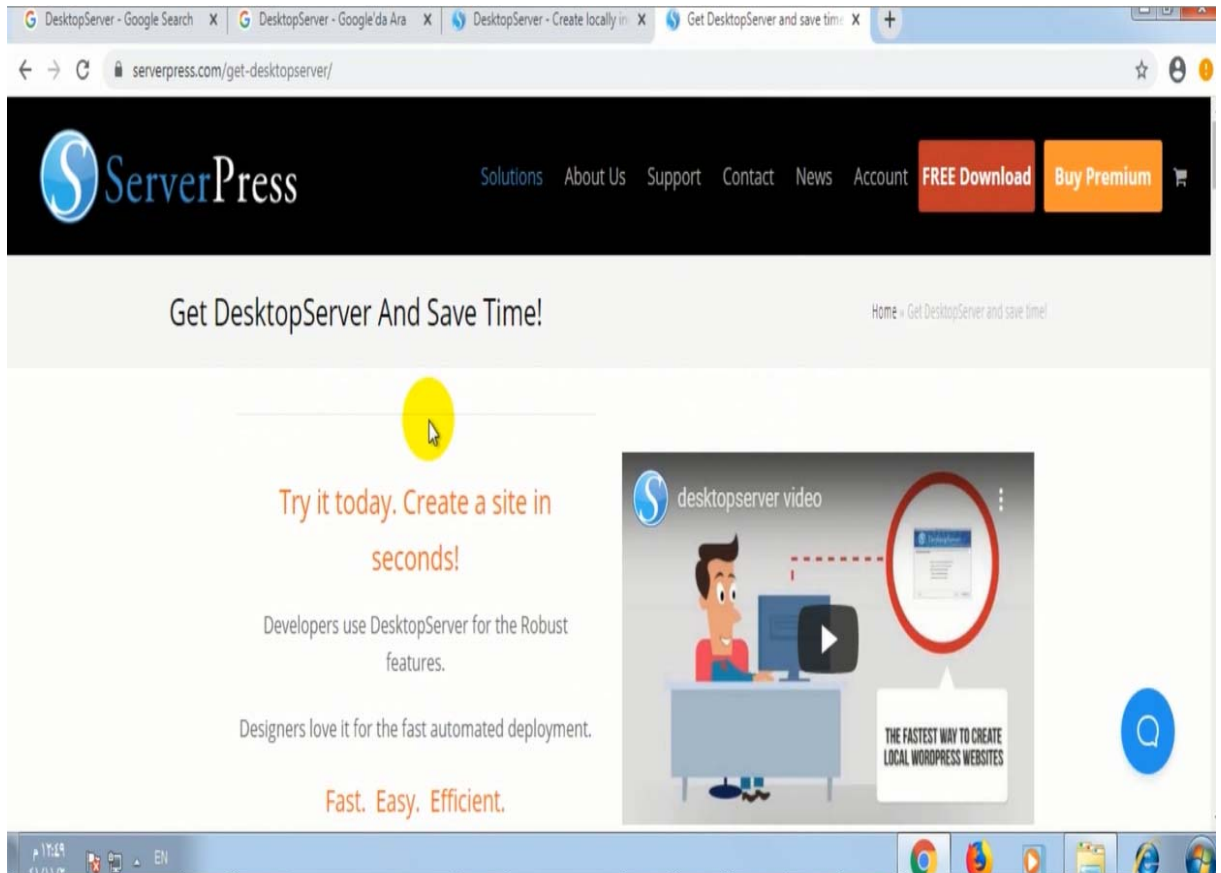 DesktopServer - Google Search
DesktopServer - Google'da Ara
DesktopServer - Create locally in
Get DesktopServer and save time
serverpress.com/get-desktopserver/
ServerPress
Solutions About Us Support Contact News Account FREE Download Buy Premium
Get DesktopServer And Save Time!
Home » Get DesktopServer and save time!
Try it today. Create a site in
seconds!
Developers use DesktopServer for the Robust
features.
Designers love it for the fast automated deployment.
Fast. Easy. Efficient.
desktopserver video
DesktopServer
THE FASTEST WAY TO CREATE
LOCAL WORDPRESS WEBSITES
١٢:٤٩ م
EN